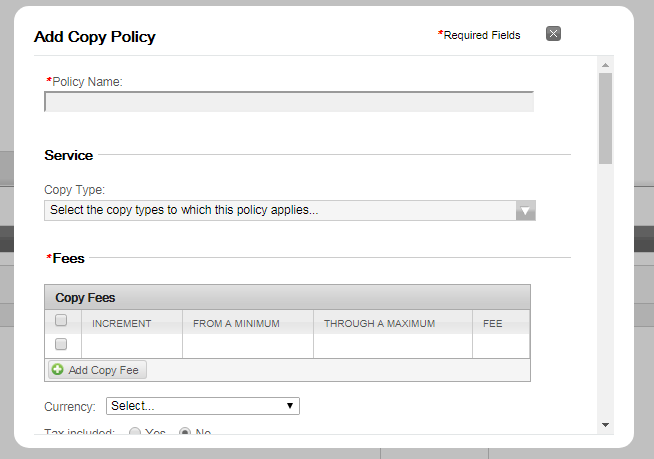 Add Copy Policy
*Required Fields
*Policy Name:
Service
Copy Type:
Select the copy types to which this policy applies...
*Fees
Copy Fees
INCREMENT FROM A MINIMUM THROUGH A MAXIMUM FEE
Add Copy Fee
Currency: Select...
Tax included: Yes No